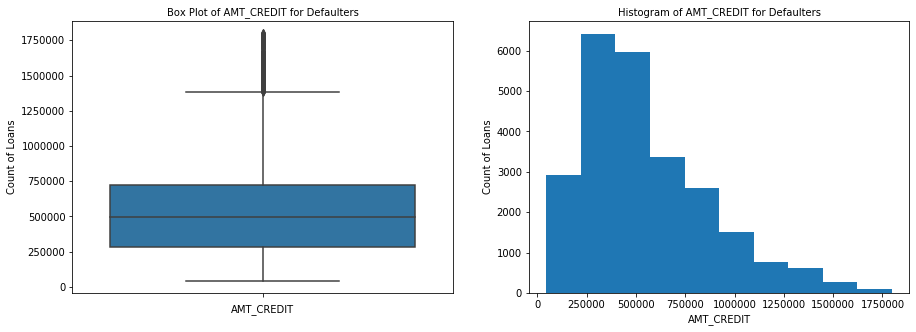 Box Plot of AMT_CREDIT for Defaulters
Count of Loans
1750000
1500000
1250000
1000000
750000
500000
250000
0
AMT_CREDIT
Histogram of AMT_CREDIT for Defaulters
Count of Loans
6000
5000
4000
3000
2000
1000
0
0 250000 500000 750000 1000000 1250000 1500000 1750000
AMT_CREDIT